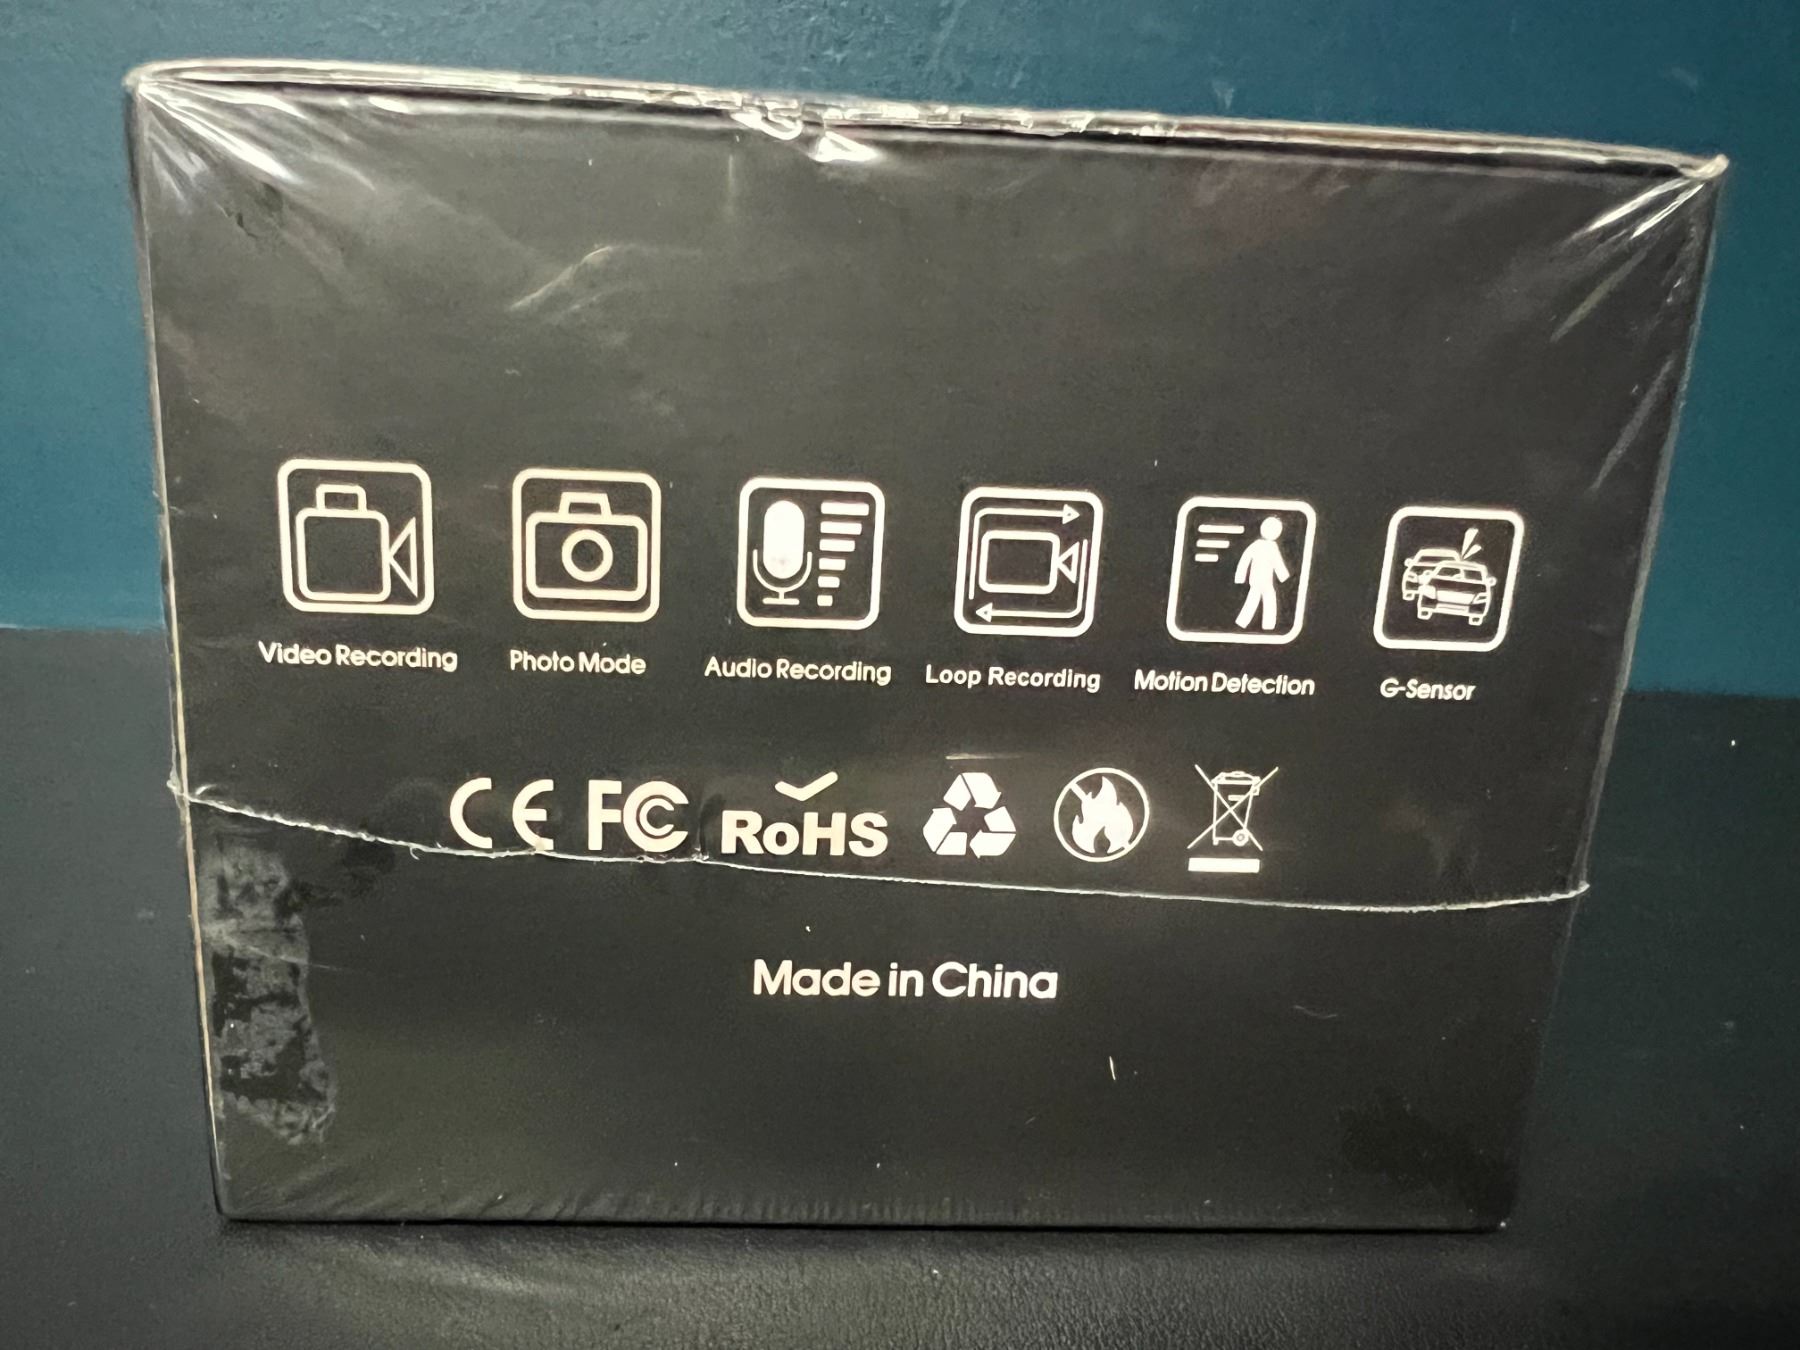 Video Recording Photo Mode Audio Recording Loop Recording Motion Detection G-Sensor
CE FC RoHS
Made in China